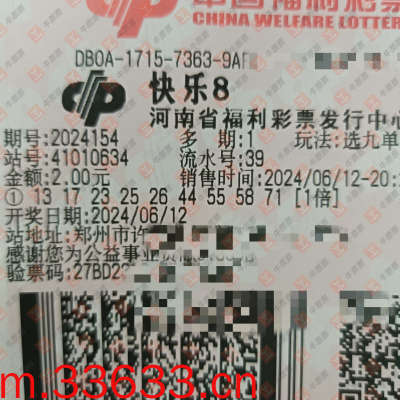 中国福利彩票
CHINA WELFARE LOTTER
DB0A-1715-7363-9AF
快乐8
河南省福利彩票发行中心
期号:2024154 多期:1 玩法:选九单
站号:41010634 流水号:39
金额:2.00元 销售时间:2024/06/12-20:
① 13 17 23 25 26 44 55 58 71 [1倍]
开奖日期:2024/06/12
站地址:郑州市许
感谢您为公益事业贡献
验票码:27BD2
m.33633.cn